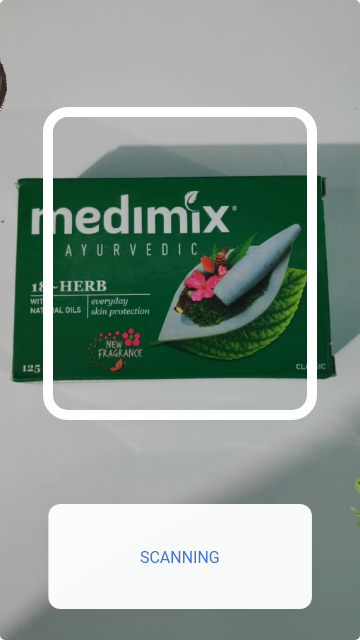 medimix®
AYURVEDIC
18-HERB
WITH everyday
NATURAL OILS skin protection
NEW
FRAGRANCE
125
CLASSIC
SCANNING